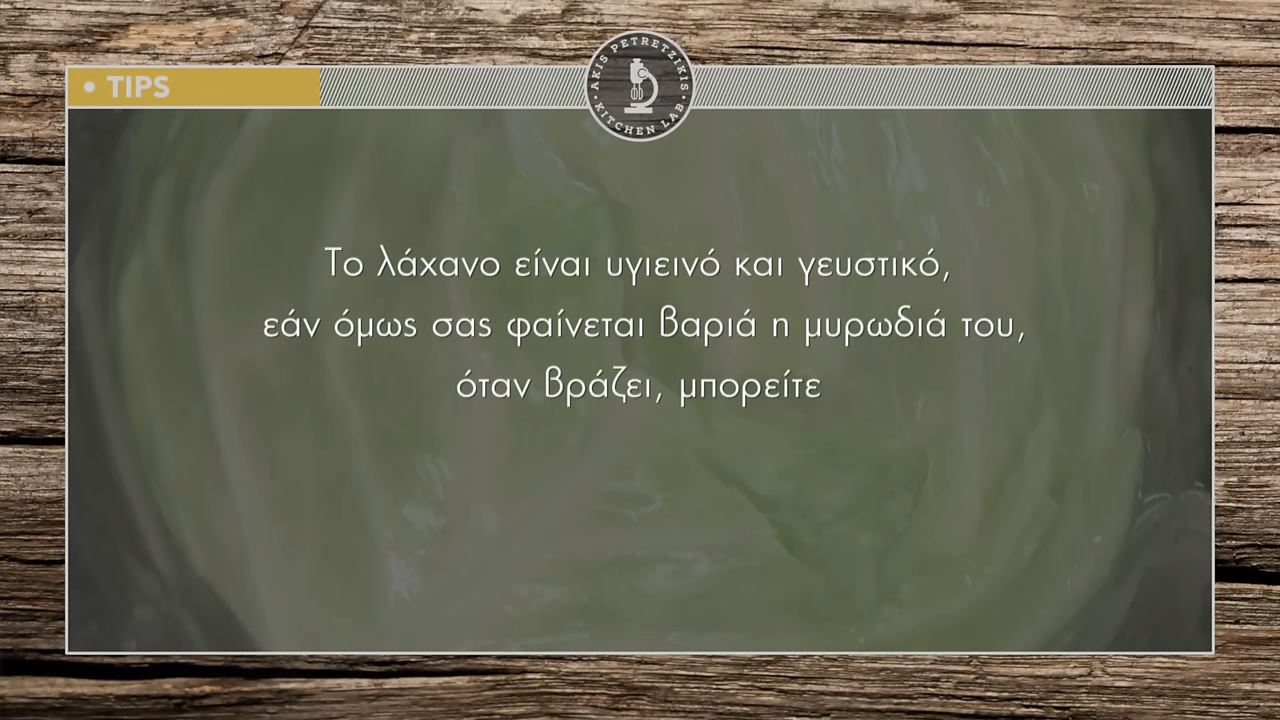 • TIPS
AKIS PETRETZIKIS
• KITCHEN LAB •
Το λάχανο είναι υγιεινό και γευστικό,
εάν όμως σας φαίνεται βαριά η μυρωδιά του,
όταν βράζει, μπορείτε